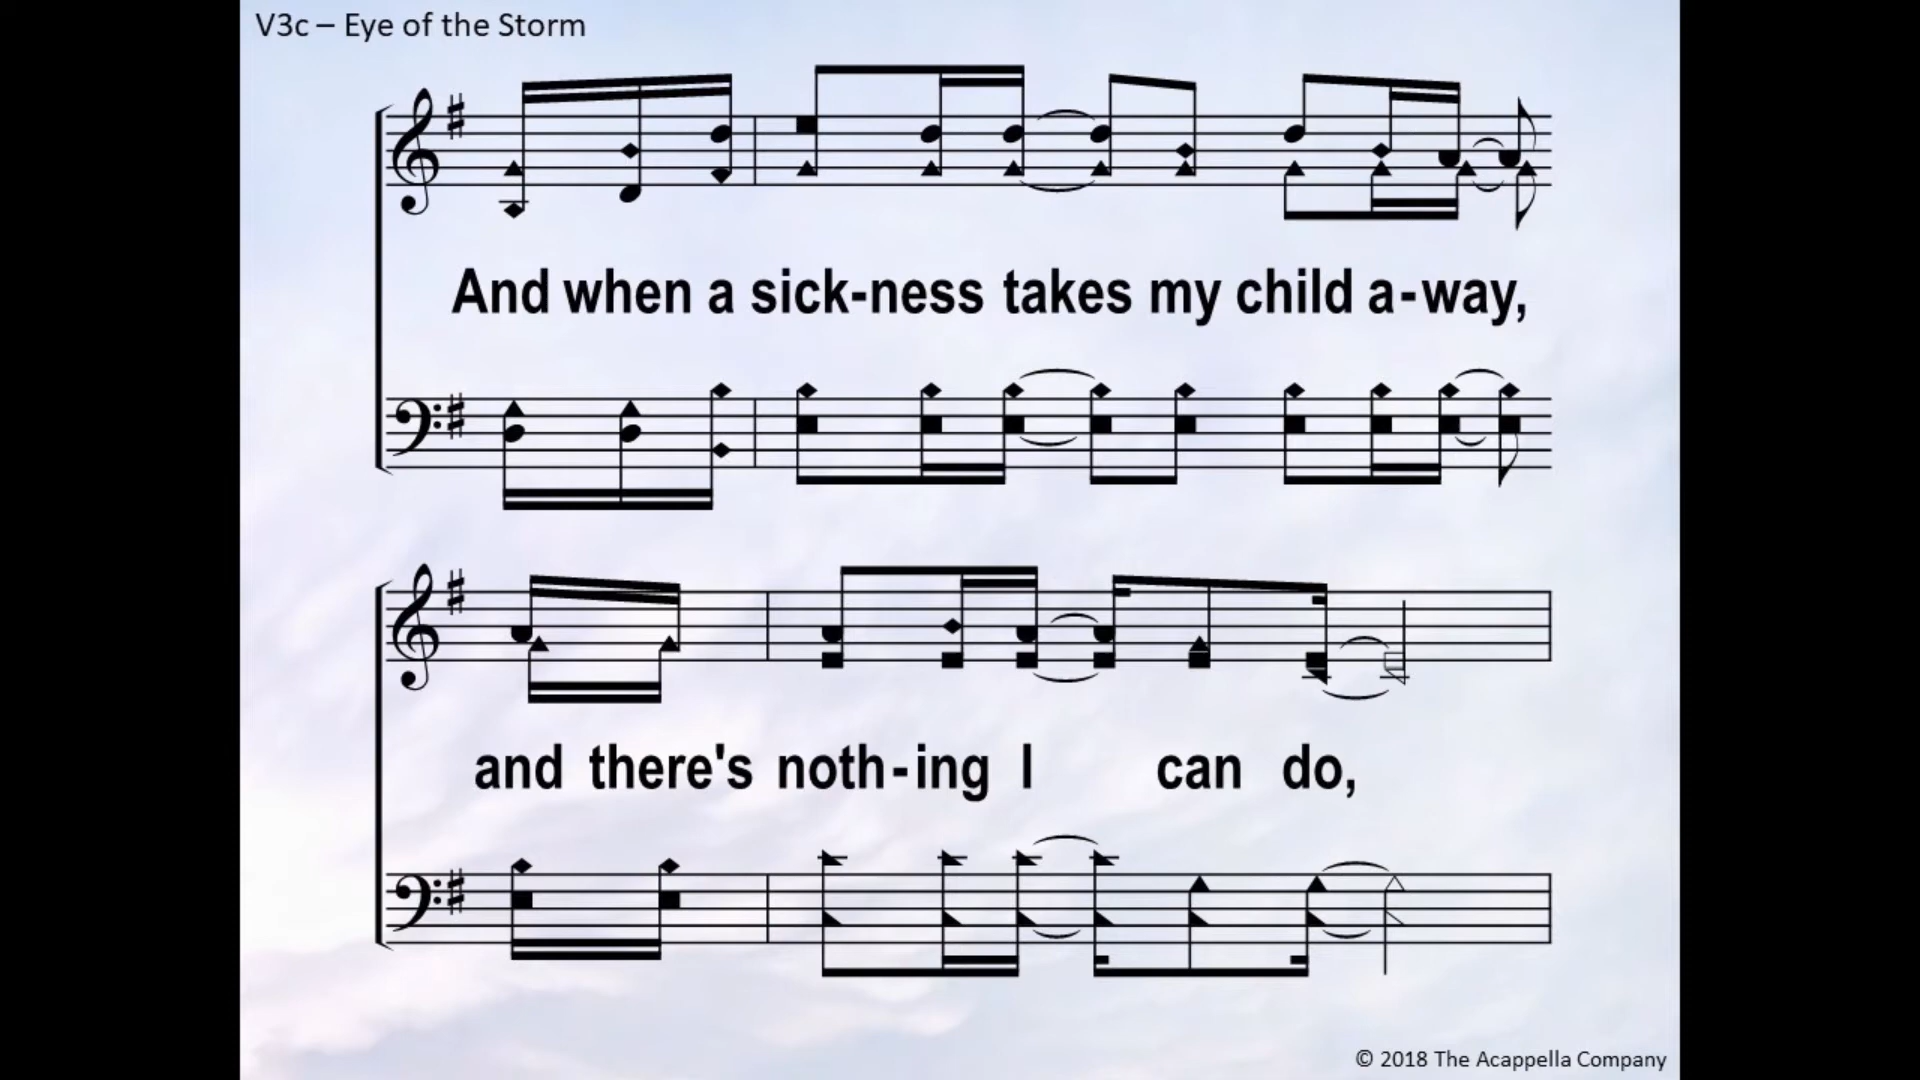 V3c – Eye of the Storm
And when a sick-ness takes my child a-way,
and there's noth-ing I can do,
© 2018 The Acappella Company